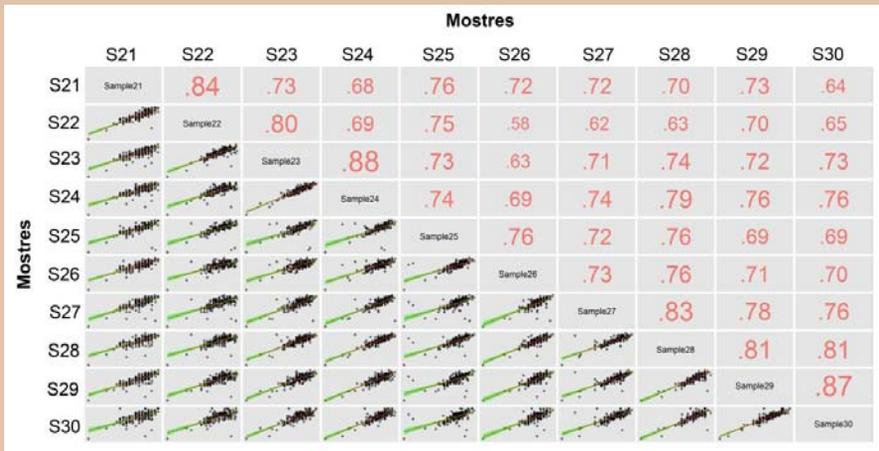 Mostres
S21 S22 S23 S24 S25 S26 S27 S28 S29 S30
S21 Sample21 .84 .73 .68 .76 .72 .72 .70 .73 .64
S22 Sample22 .80 .69 .75 .58 .62 .63 .70 .65
S23 Sample23 .88 .73 .63 .71 .74 .72 .73
S24 Sample24 .74 .69 .74 .79 .76 .76
S25 Sample25 .76 .72 .76 .69 .69
S26 Sample26 .73 .76 .71 .70
S27 Sample27 .83 .78 .76
S28 Sample28 .81 .81
S29 Sample29 .87
S30 Sample30
Mostres